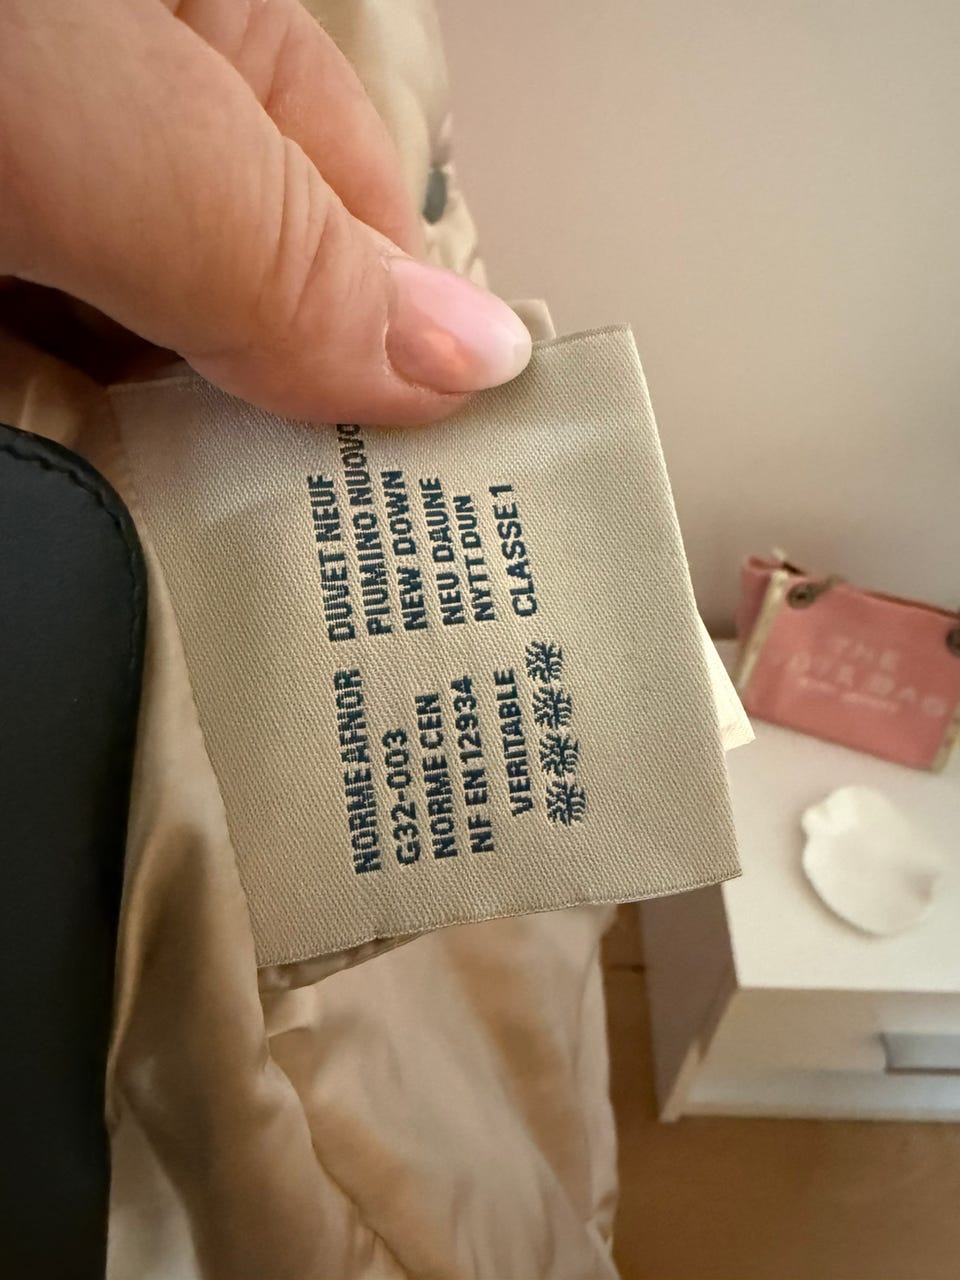 DUVET NEUF
PIUMINO NUOVO
NEW DOWN
NEU DAUNE
NYTT DUN
CLASSE 1
NORME AFNOR
G32-003
NORME CEN
NF EN 12934
VERITABLE
THE